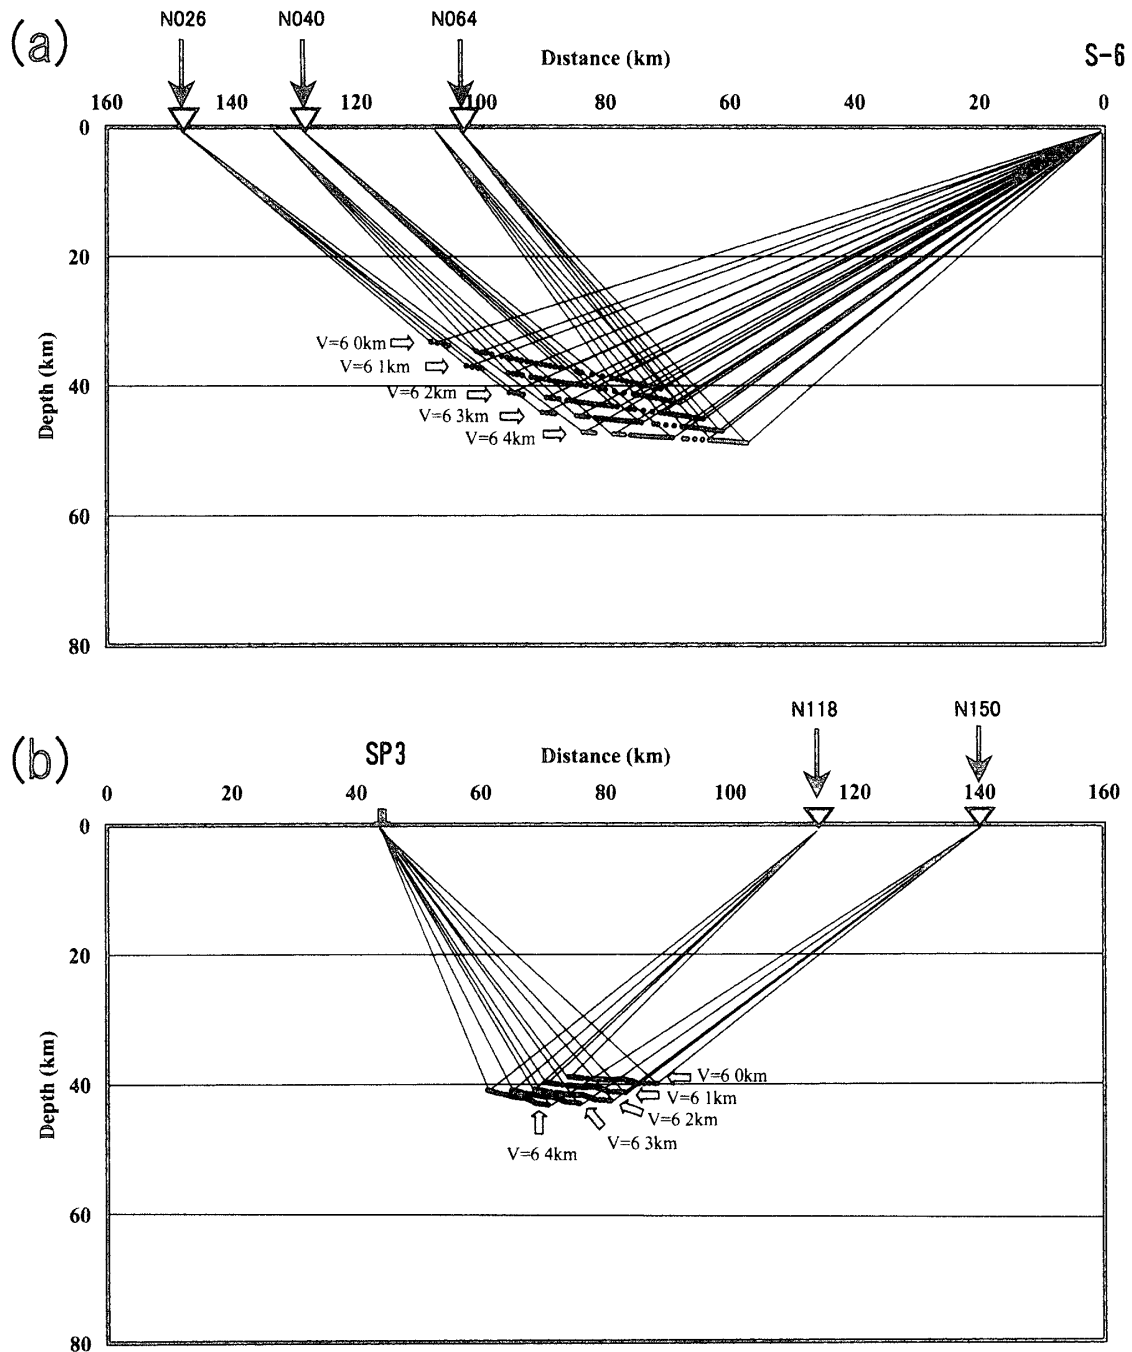 N026 N040 N064
(a)
Distance (km)
S-6
160 140 120 100 80 60 40 20 0
0
20
V=6 0km
V=6 1km
40
V=6 2km
V=6 3km
V=6 4km
Depth (km)
60
80
N118 N150
(b)
SP3
Distance (km)
0 20 40 60 80 100 120 140 160
0
20
40
V=6 0km
V=6 1km
V=6 2km
V=6 3km
V=6 4km
Depth (km)
60
80